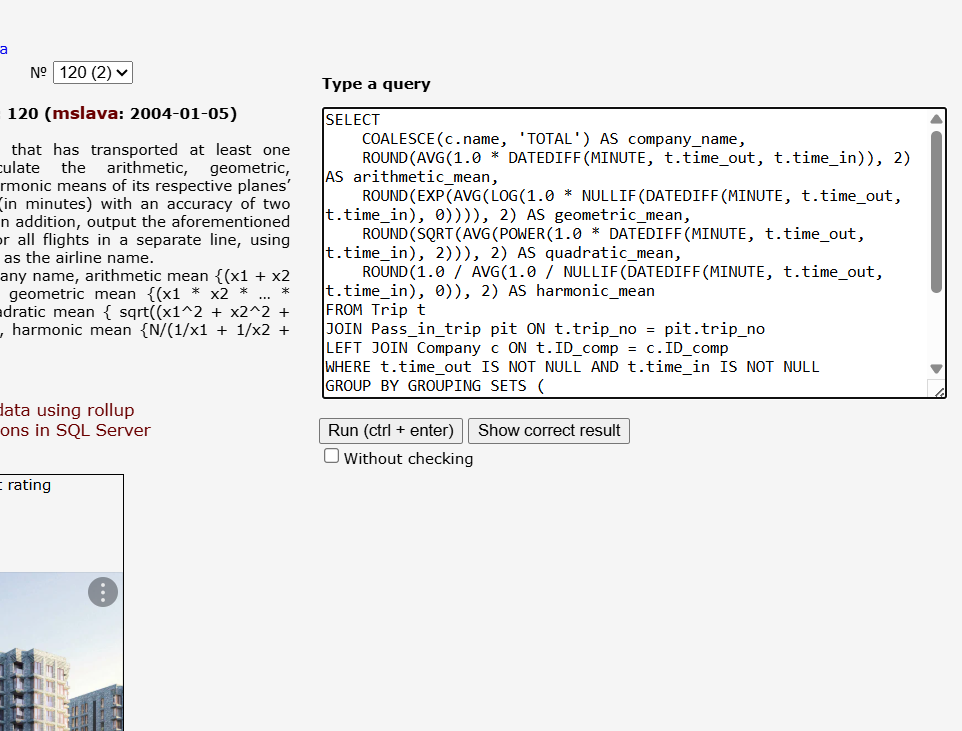 a
№ 120 (2)
: 120 (mslava: 2004-01-05)
that has transported at least one
culate the arithmetic, geometric,
rmonic means of its respective planes’
(in minutes) with an accuracy of two
n addition, output the aforementioned
or all flights in a separate line, using
as the airline name.
any name, arithmetic mean {(x1 + x2
geometric mean {(x1 * x2 * … *
adratic mean { sqrt((x1^2 + x2^2 +
, harmonic mean {N/(1/x1 + 1/x2 +
data using rollup
ons in SQL Server
t rating
Type a query
SELECT
COALESCE(c.name, 'TOTAL') AS company_name,
ROUND(AVG(1.0 * DATEDIFF(MINUTE, t.time_out, t.time_in)), 2)
AS arithmetic_mean,
ROUND(EXP(AVG(LOG(1.0 * NULLIF(DATEDIFF(MINUTE, t.time_out,
t.time_in), 0)))), 2) AS geometric_mean,
ROUND(SQRT(AVG(POWER(1.0 * DATEDIFF(MINUTE, t.time_out,
t.time_in), 2))), 2) AS quadratic_mean,
ROUND(1.0 / AVG(1.0 / NULLIF(DATEDIFF(MINUTE, t.time_out,
t.time_in), 0)), 2) AS harmonic_mean
FROM Trip t
JOIN Pass_in_trip pit ON t.trip_no = pit.trip_no
LEFT JOIN Company c ON t.ID_comp = c.ID_comp
WHERE t.time_out IS NOT NULL AND t.time_in IS NOT NULL
GROUP BY GROUPING SETS (
Run (ctrl + enter) Show correct result
Without checking